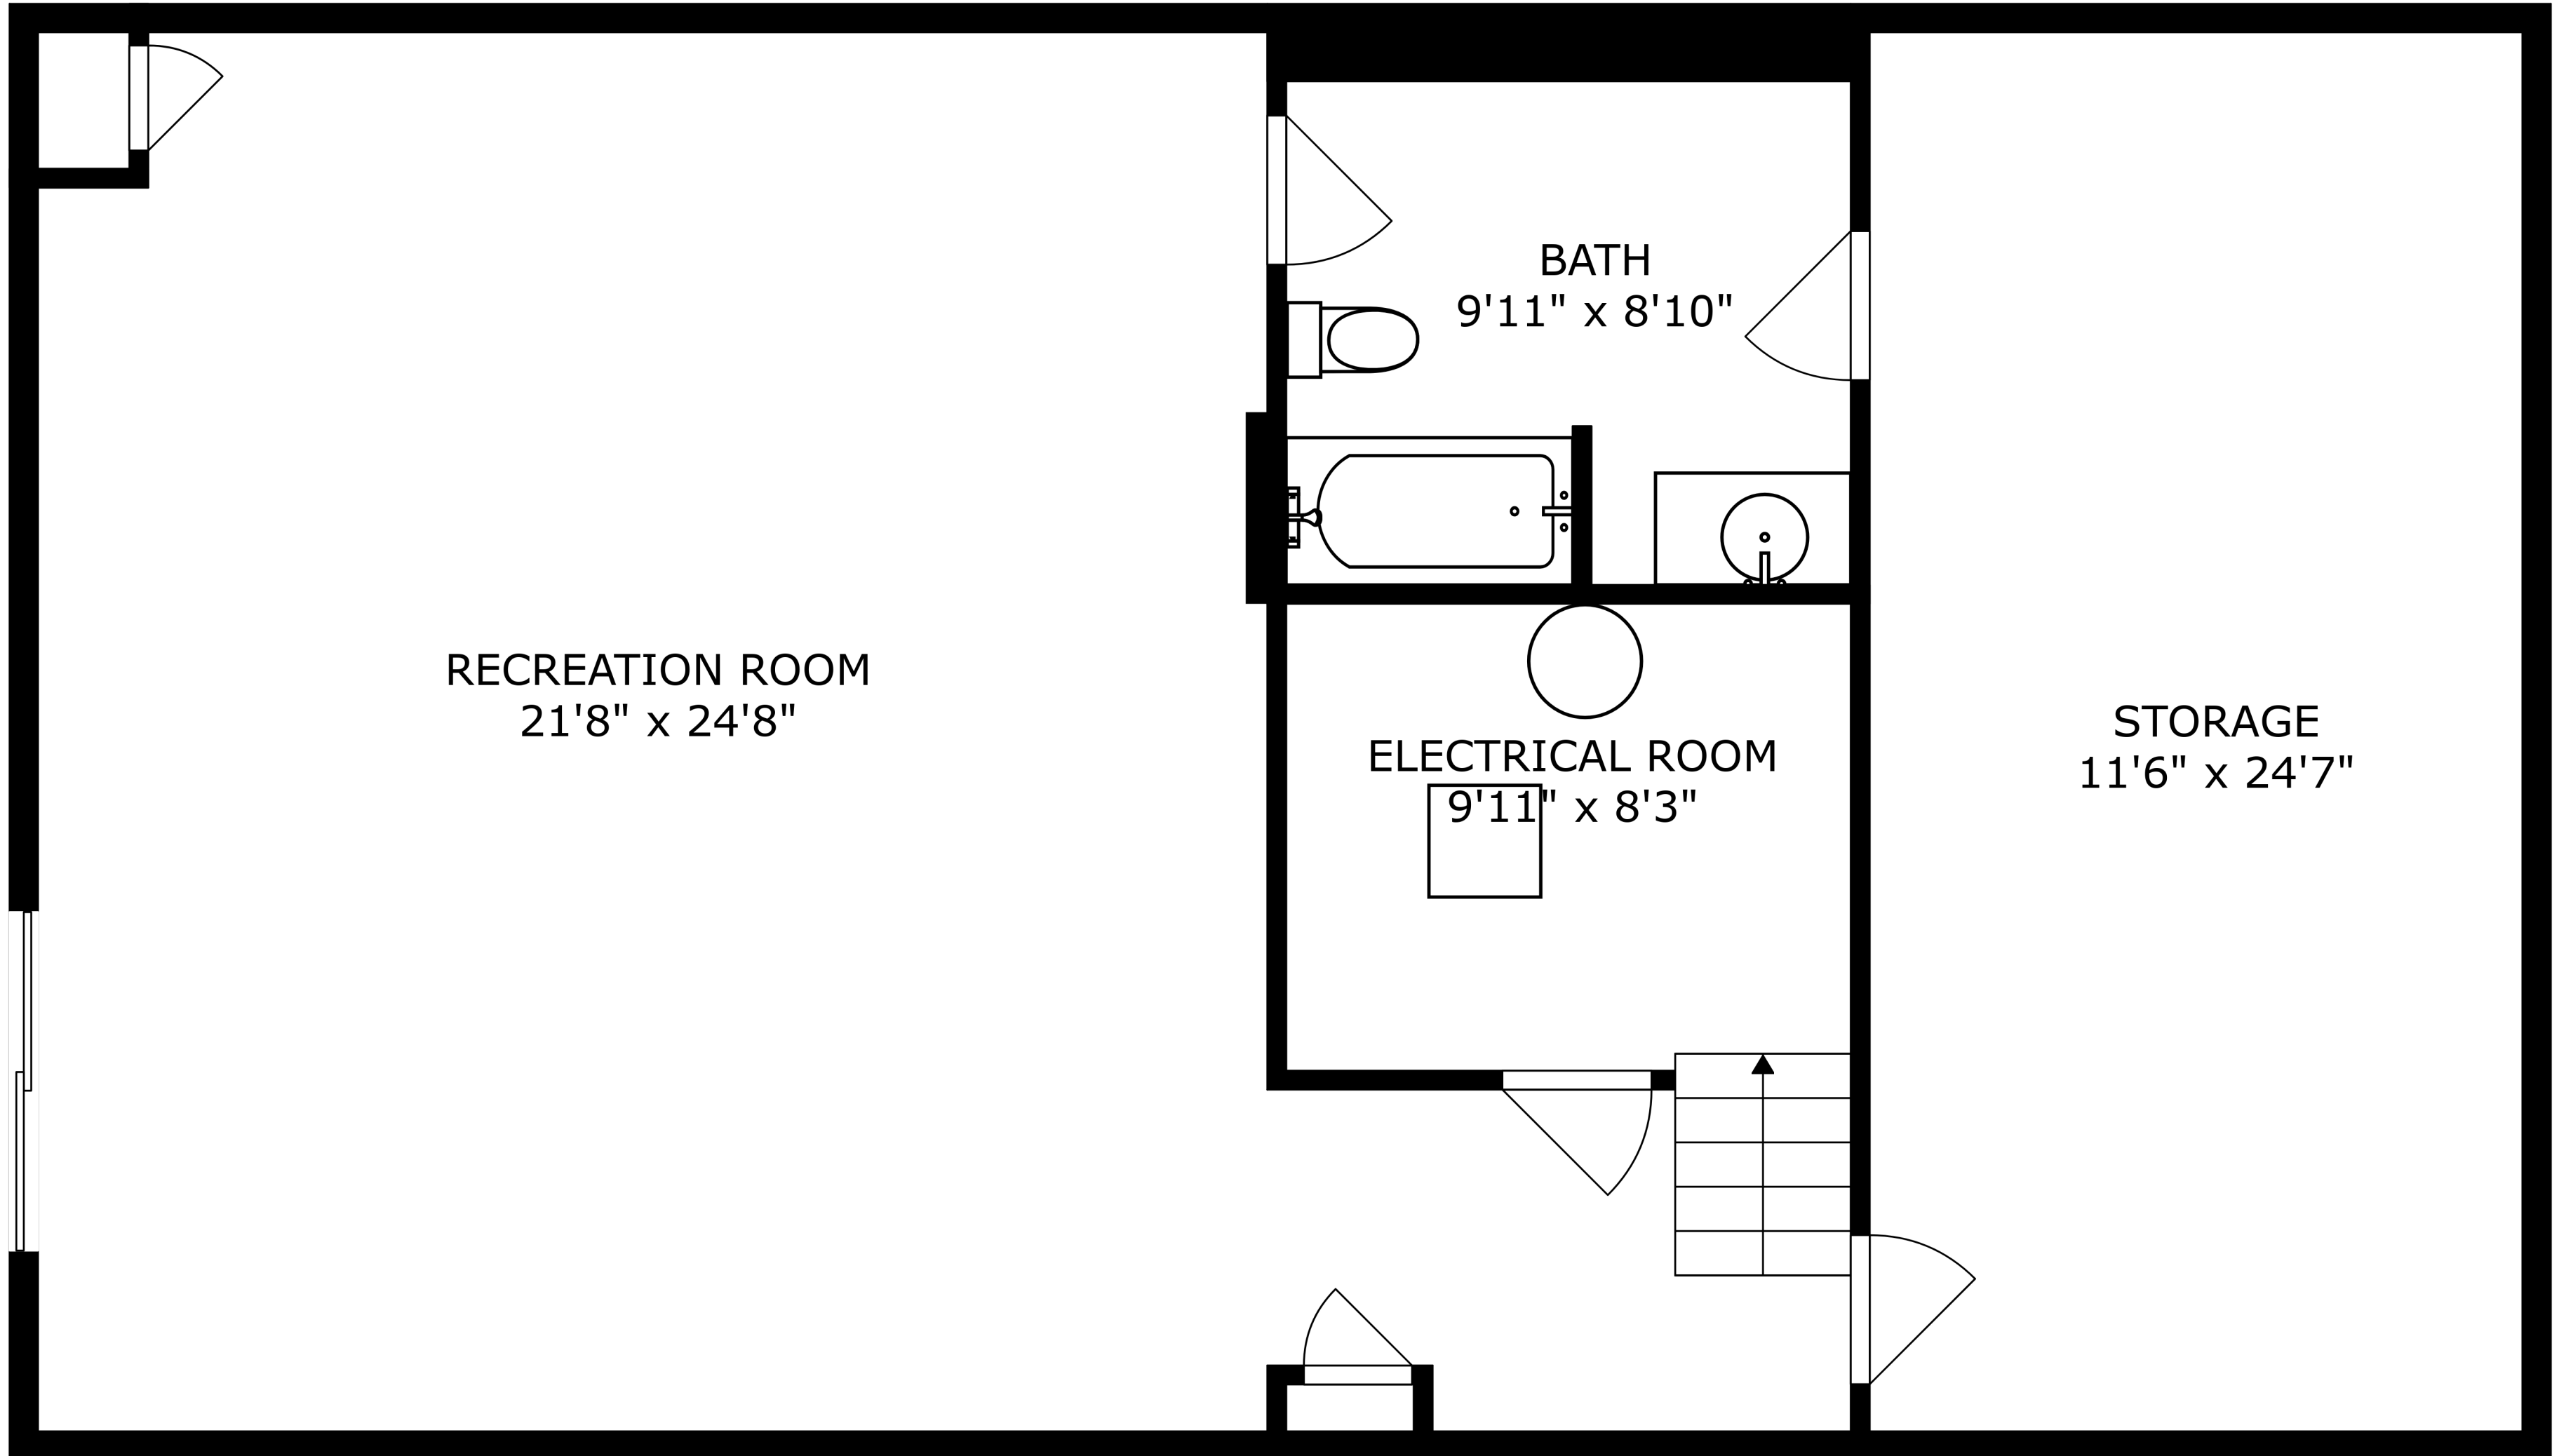 BATH
9'11" x 8'10"
RECREATION ROOM
21'8" x 24'8"
ELECTRICAL ROOM
9'11" x 8'3"
STORAGE
11'6" x 24'7"